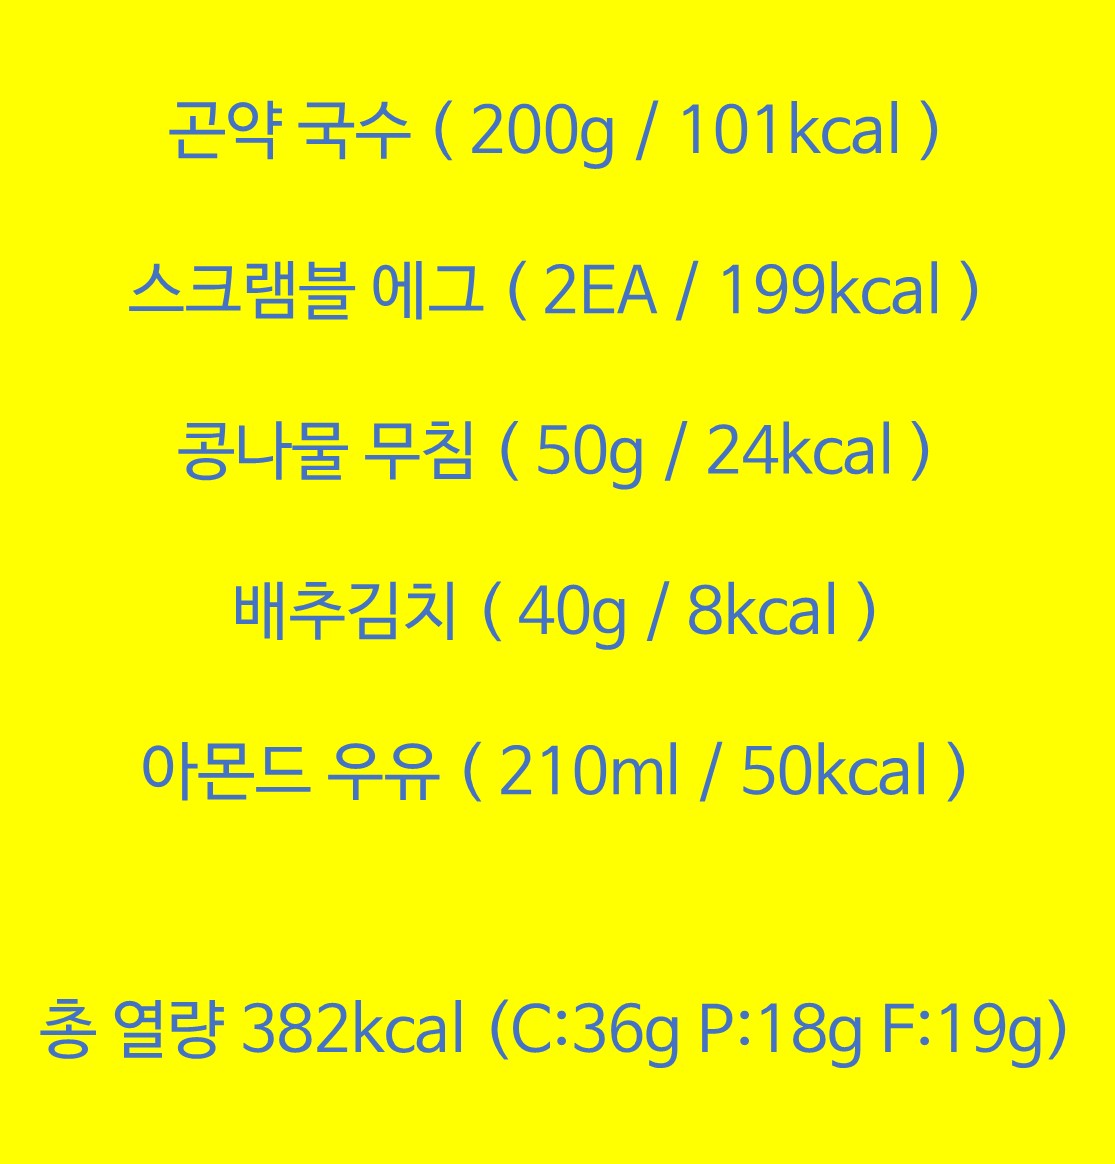 곤약 국수 ( 200g / 101kcal )
스크램블 에그 ( 2EA / 199kcal )
콩나물 무침 ( 50g / 24kcal )
배추김치 ( 40g / 8kcal )
아몬드 우유 ( 210ml / 50kcal )
총 열량 382kcal (C:36g P:18g F:19g)